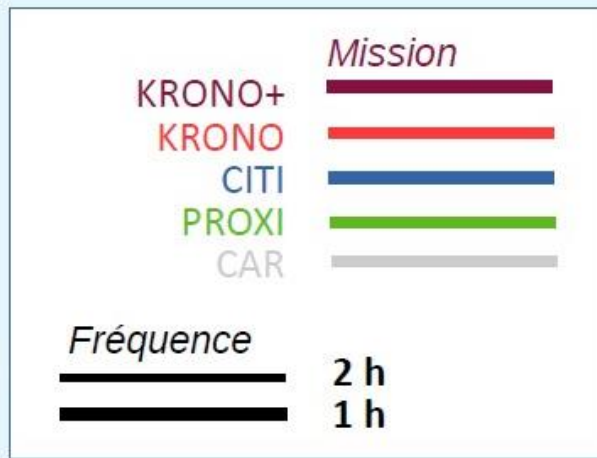 Mission
KRONO+
KRONO
CITI
PROXI
CAR
Fréquence
2 h
1 h